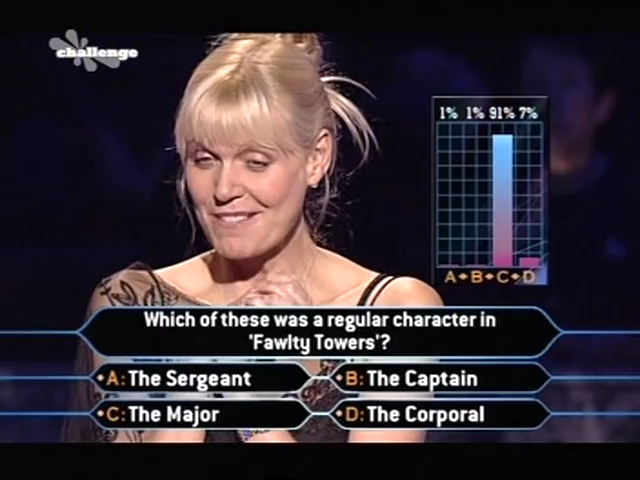 challenge
1% 1% 91% 7%
A◆B◆C◆D
Which of these was a regular character in
'Fawlty Towers'?
A: The Sergeant
B: The Captain
C: The Major
D: The Corporal